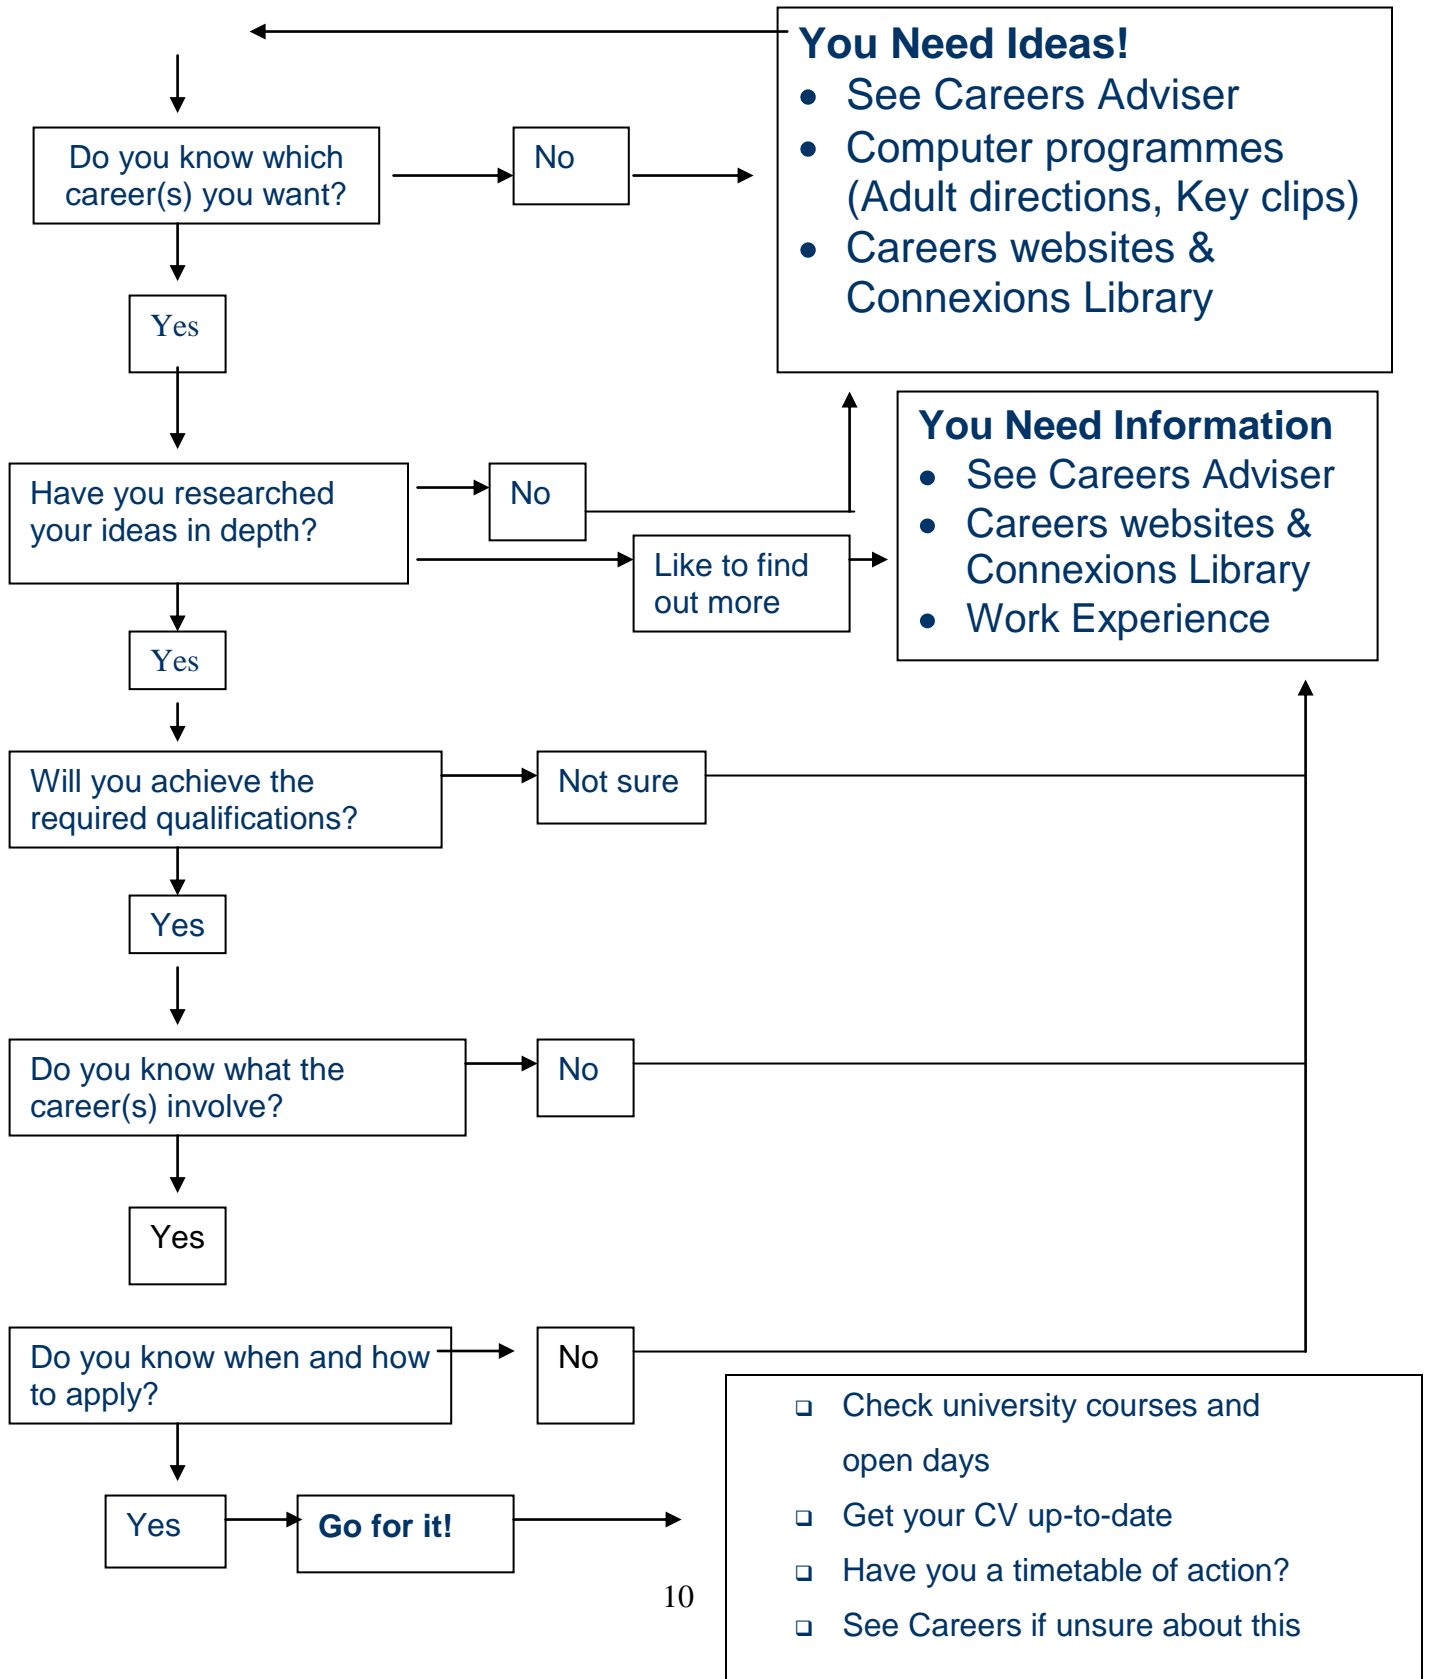 You Need Ideas!
• See Careers Adviser
• Computer programmes
(Adult directions, Key clips)
• Careers websites &
Connexions Library
Do you know which
career(s) you want?
No
Yes
You Need Information
• See Careers Adviser
• Careers websites &
Connexions Library
• Work Experience
Have you researched
your ideas in depth?
No
Like to find
out more
Yes
Will you achieve the
required qualifications?
Not sure
Yes
Do you know what the
career(s) involve?
No
Yes
Do you know when and how
to apply?
No
Yes
Go for it!
❑ Check university courses and
open days
❑ Get your CV up-to-date
❑ Have you a timetable of action?
❑ See Careers if unsure about this
10